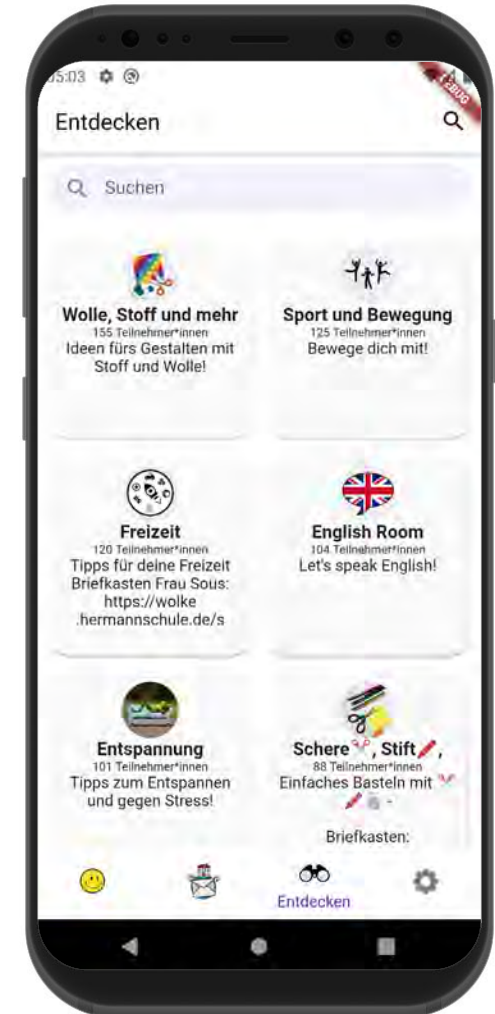 05:03
DEBUG
Entdecken
Suchen
Wolle, Stoff und mehr
155 Teilnehmer*innen
Ideen fürs Gestalten mit
Stoff und Wolle!
Sport und Bewegung
125 Teilnehmer*innen
Bewege dich mit!
Freizeit
120 Teilnehmer*innen
Tipps für deine Freizeit
Briefkasten Frau Sous:
https://wolke
.hermannschule.de/s
English Room
104 Teilnehmer*innen
Let's speak English!
Entspannung
101 Teilnehmer*innen
Tipps zum Entspannen
und gegen Stress!
Schere✂️, Stift🖍️,
88 Teilnehmer*innen
Einfaches Basteln mit ✂️
🖍️ -
Briefkasten:
Entdecken